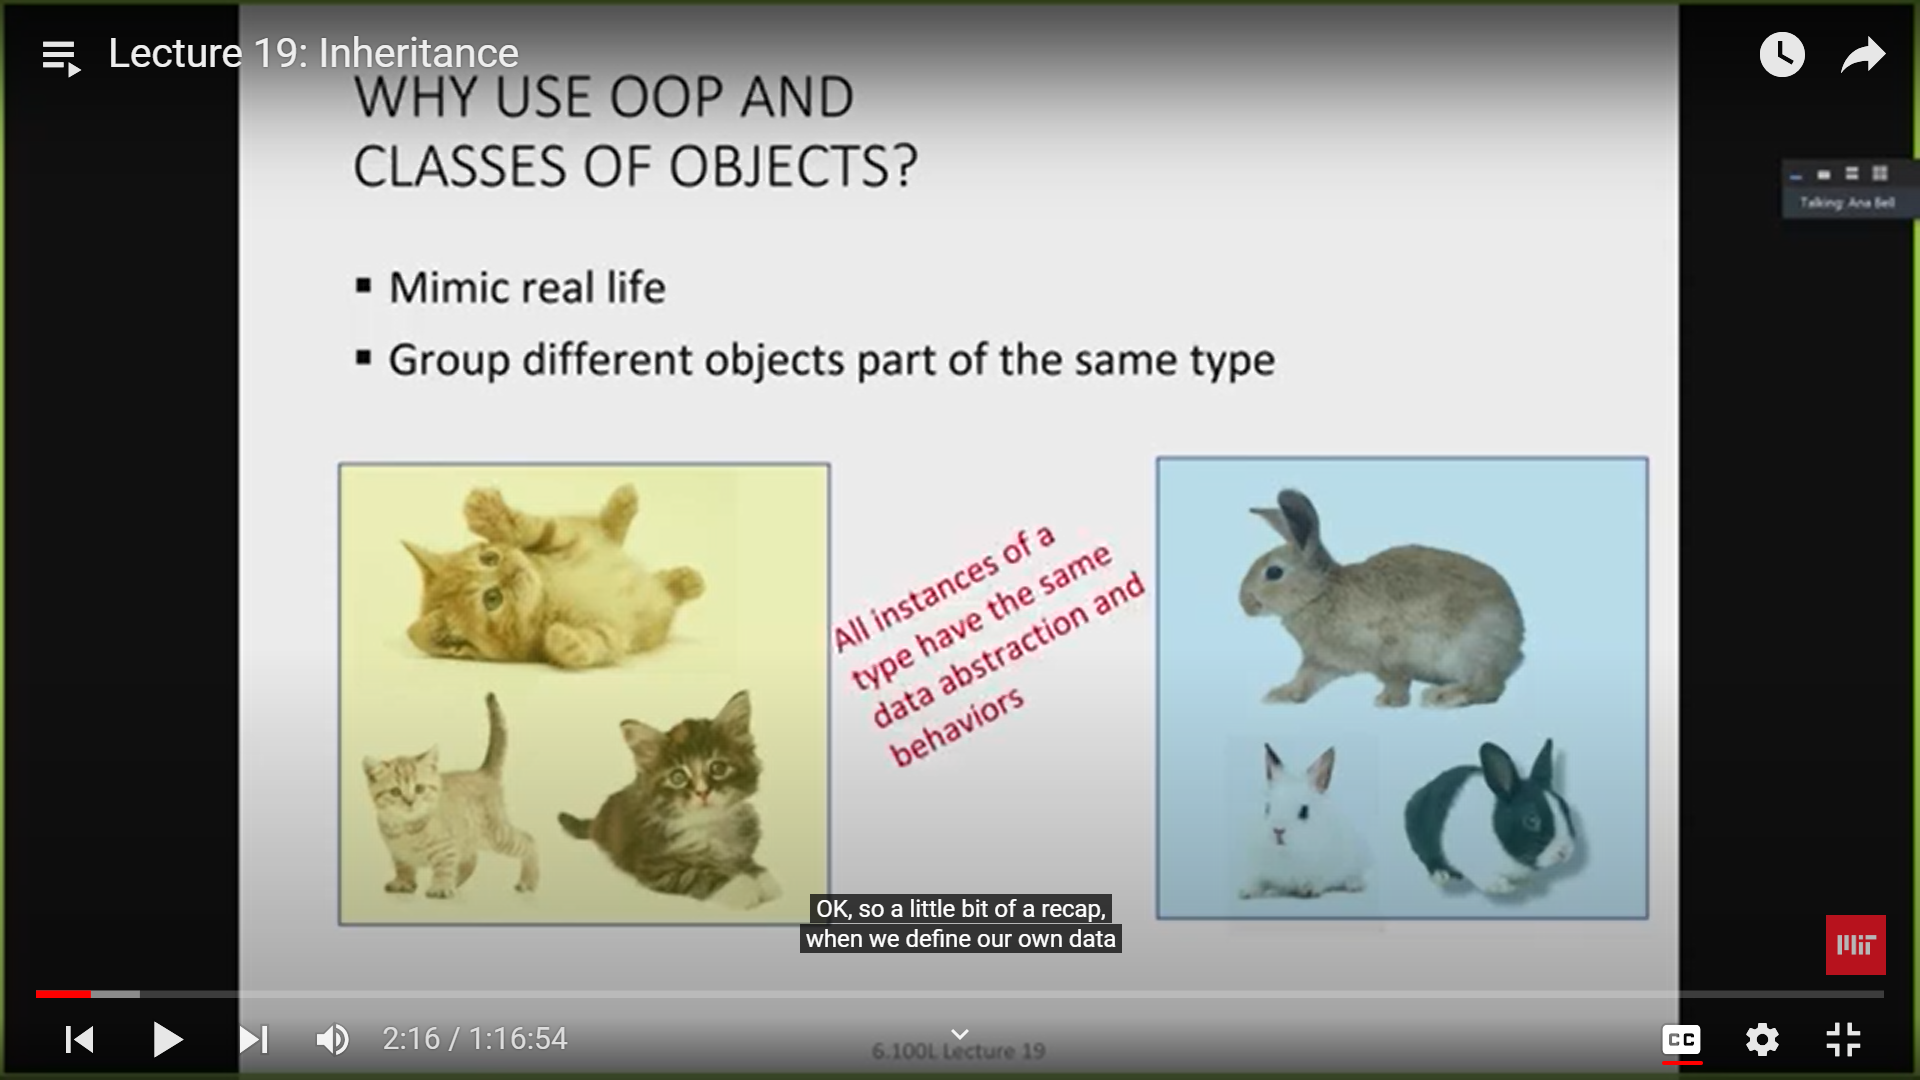 Lecture 19: Inheritance
WHY USE OOP AND
CLASSES OF OBJECTS?
Talking: Ana Bell
▪ Mimic real life
▪ Group different objects part of the same type
All instances of a
type have the same
data abstraction and
behaviors
OK, so a little bit of a recap,
when we define our own data
MIT
2:16 / 1:16:54
6.100L Lecture 19
CC